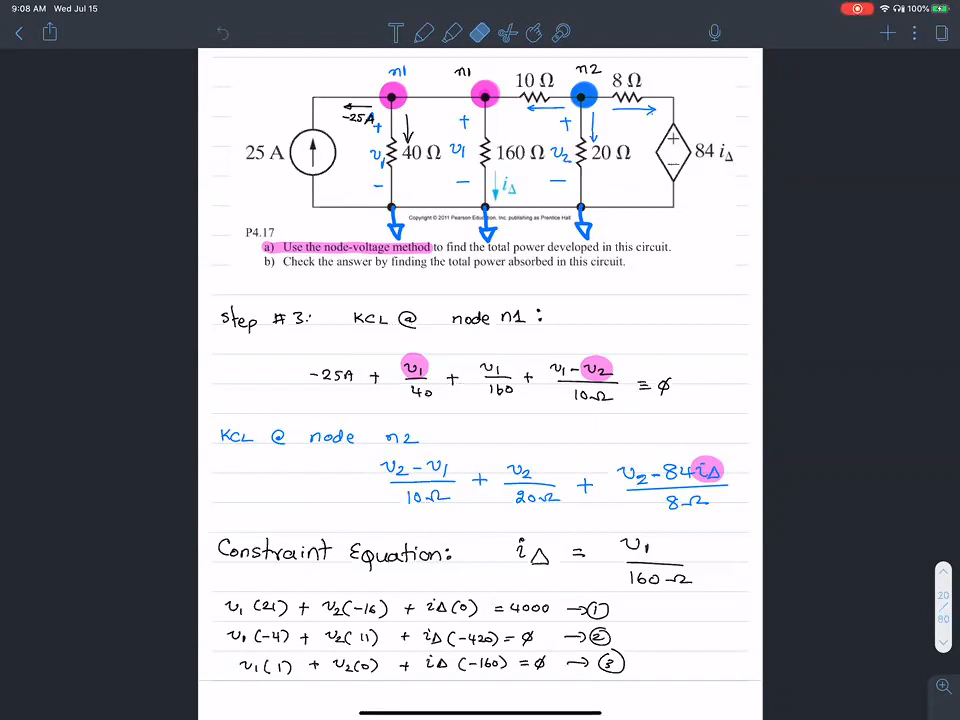 9:08 AM Wed Jul 15
100%
T
n1 n1 10 Ω n2 8 Ω
-25A
+ + + +
25 A v1 40 Ω v1 160 Ω v2 20 Ω 84 iΔ
- - - -
iΔ
Copyright © 2011 Pearson Education, Inc. publishing as Prentice Hall
P4.17
a) Use the node-voltage method to find the total power developed in this circuit.
b) Check the answer by finding the total power absorbed in this circuit.
step #3: KCL @ node n1:
-25A + v1/40 + v1/160 + v1-v2/10Ω = ϕ
KCL @ node n2
v2-v1/10Ω + v2/20Ω + v2-84iΔ/8Ω
Constraint Equation: iΔ = v1/160Ω
v1(21) + v2(-16) + iΔ(0) = 4000 → ①
v1(-4) + v2(11) + iΔ(-420) = ϕ → ②
v1(1) + v2(0) + iΔ(-160) = ϕ → ③
20
/
80